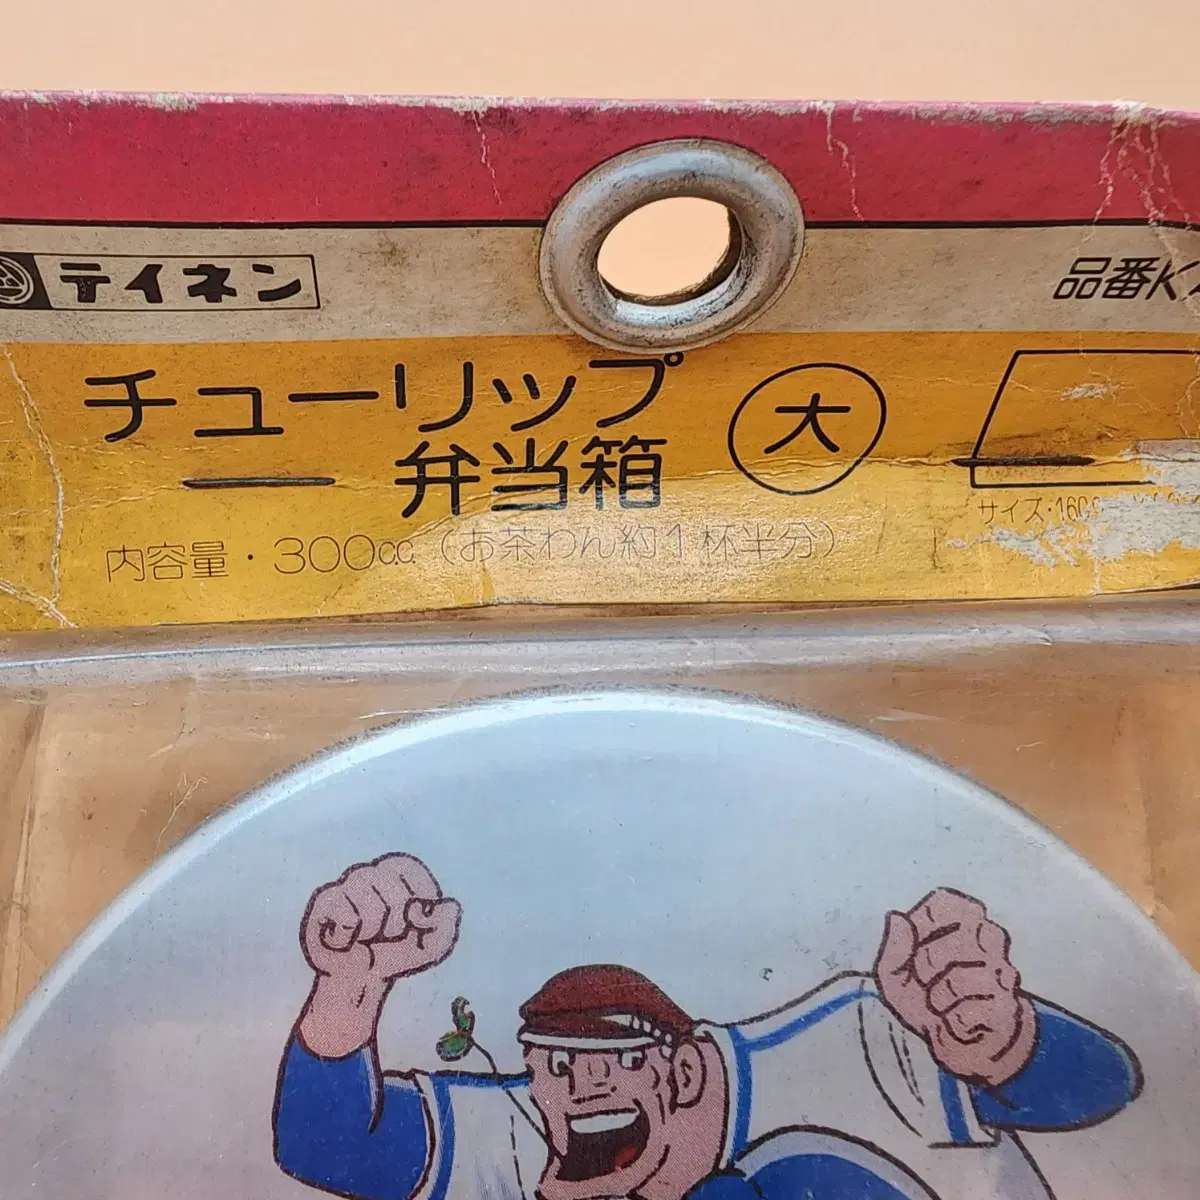 テイネン
品番K
チューリップ
弁当箱
大
内容量・300cc（お茶わん約1杯半分）
サイズ・160